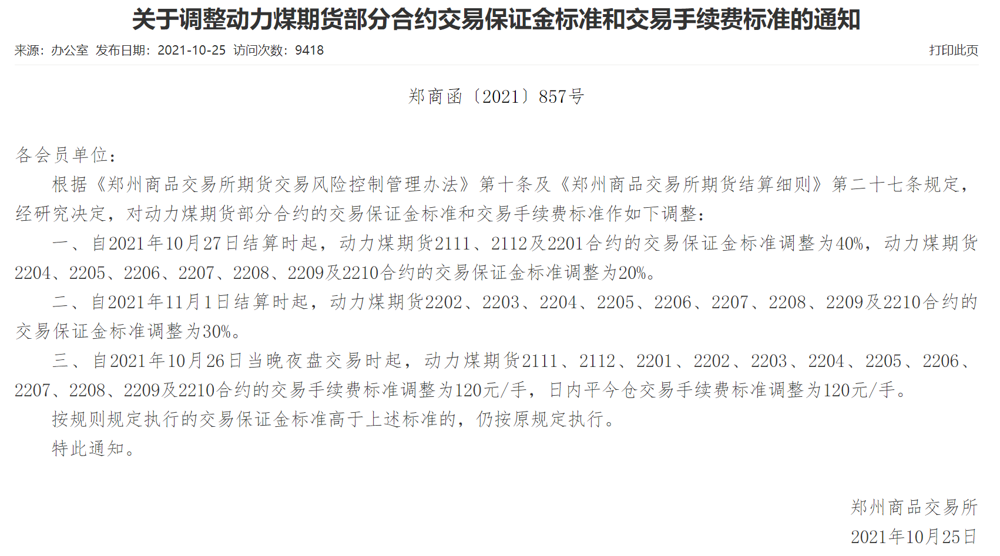 关于调整动力煤期货部分合约交易保证金标准和交易手续费标准的通知
来源：办公室 发布日期：2021-10-25 访问次数：9418 打印此页
郑商函〔2021〕857号
各会员单位：
根据《郑州商品交易所期货交易风险控制管理办法》第十条及《郑州商品交易所期货结算细则》第二十七条规定，
经研究决定，对动力煤期货部分合约的交易保证金标准和交易手续费标准作如下调整：
一、自2021年10月27日结算时起，动力煤期货2111、2112及2201合约的交易保证金标准调整为40%，动力煤期货
2204、2205、2206、2207、2208、2209及2210合约的交易保证金标准调整为20%。
二、自2021年11月1日结算时起，动力煤期货2202、2203、2204、2205、2206、2207、2208、2209及2210合约的
交易保证金标准调整为30%。
三、自2021年10月26日当晚夜盘交易时起，动力煤期货2111、2112、2201、2202、2203、2204、2205、2206、
2207、2208、2209及2210合约的交易手续费标准调整为120元/手，日内平今仓交易手续费标准调整为120元/手。
按规则规定执行的交易保证金标准高于上述标准的，仍按原规定执行。
特此通知。
郑州商品交易所
2021年10月25日